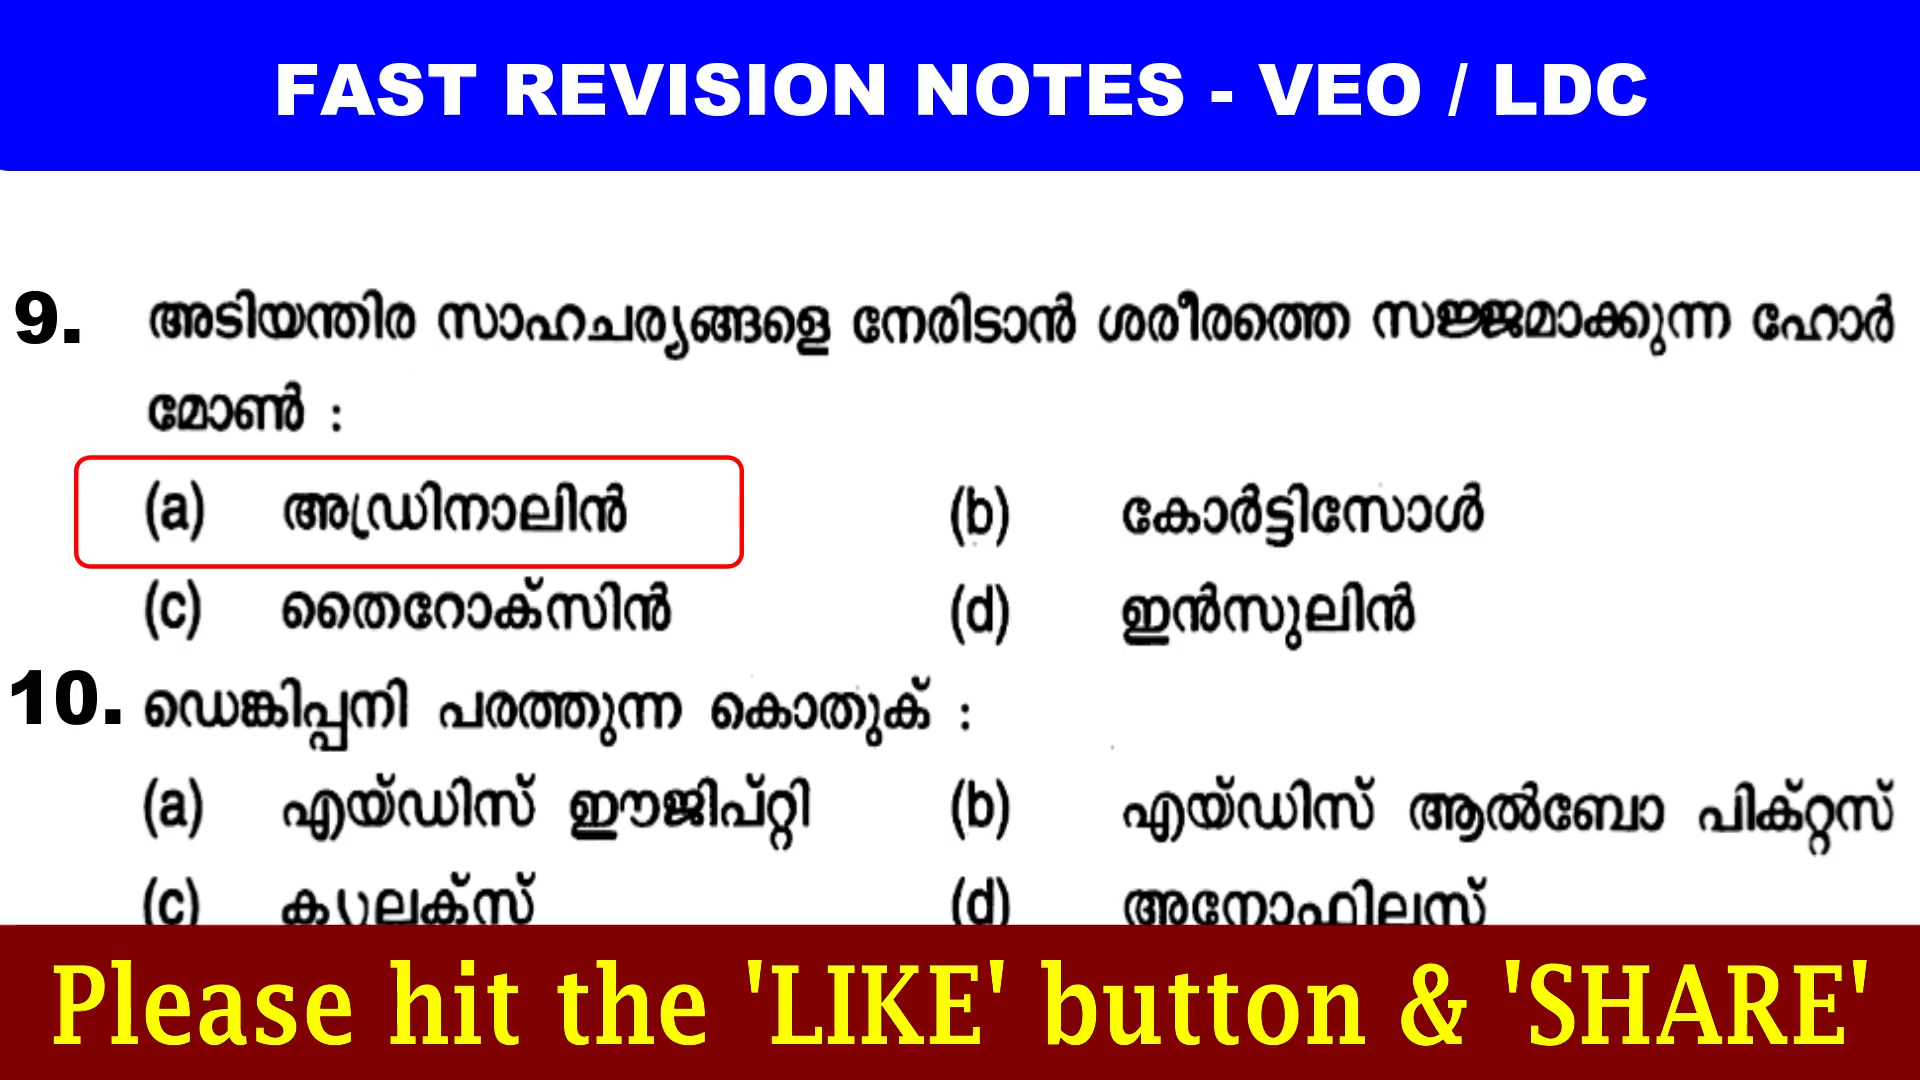 FAST REVISION NOTES - VEO / LDC
9. അടിയന്തിര സാഹചര്യങ്ങളെ നേരിടാൻ ശരീരത്തെ സജ്ജമാക്കുന്ന ഹോർ
മോൺ :
(a) അഡ്രിനാലിൻ (b) കോർട്ടിസോൾ
(c) തൈറോക്സിൻ (d) ഇൻസുലിൻ
10. ഡെങ്കിപ്പനി പരത്തുന്ന കൊതുക് :
(a) എയ്ഡിസ് ഈജിപ്റ്റി (b) എയ്ഡിസ് ആൽബോ പിക്റ്റസ്
(c) ക്യുലക്സ് (d) അനോഫിലസ്
Please hit the 'LIKE' button & 'SHARE'